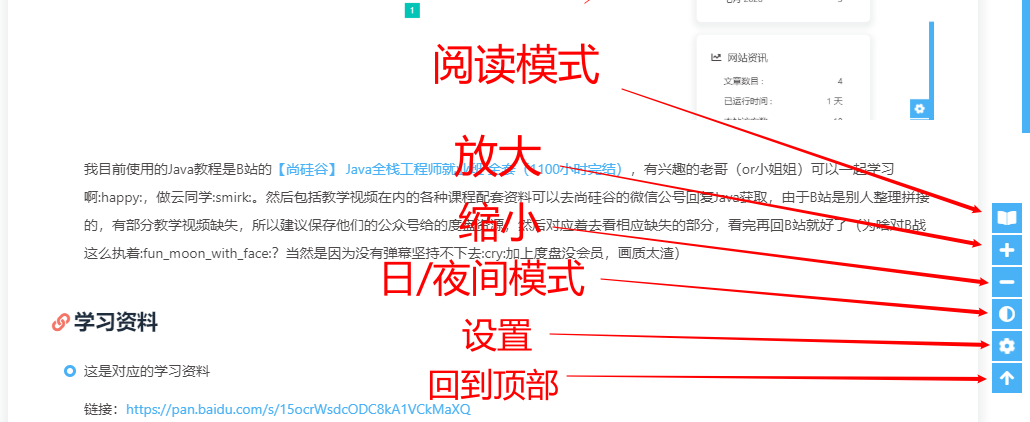 1
阅读模式
网站资讯
文章数目 : 4
已运行时间 : 1 天
放大
我目前使用的Java教程是B站的【尚硅谷】 Java全栈工程师就业班全套（1100小时完结），有兴趣的老哥（or小姐姐）可以一起学习
啊:happy:，做云同学:smirk:。然后包括教学视频在内的各种课程配套资料可以去尚硅谷的微信公号回复Java获取，由于B站是别人整理拼接
缩小
的，有部分教学视频缺失，所以建议保存他们的公众号给的度盘资源，然后对应着去看相应缺失的部分，看完再回B站就好了（为啥对B战
这么执着:fun_moon_with_face:？当然是因为没有弹幕坚持不下去:cry:加上度盘没会员，画质太渣）
日/夜间模式
学习资料
设置
这是对应的学习资料
回到顶部
链接：https://pan.baidu.com/s/15ocrWsdcODC8kA1VCkMaXQ